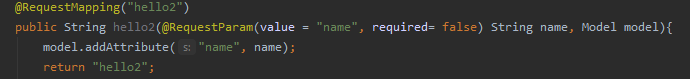 @RequestMapping("hello2")
public String hello2(@RequestParam(value = "name", required= false) String name, Model model){
model.addAttribute( s: "name", name);
return "hello2";